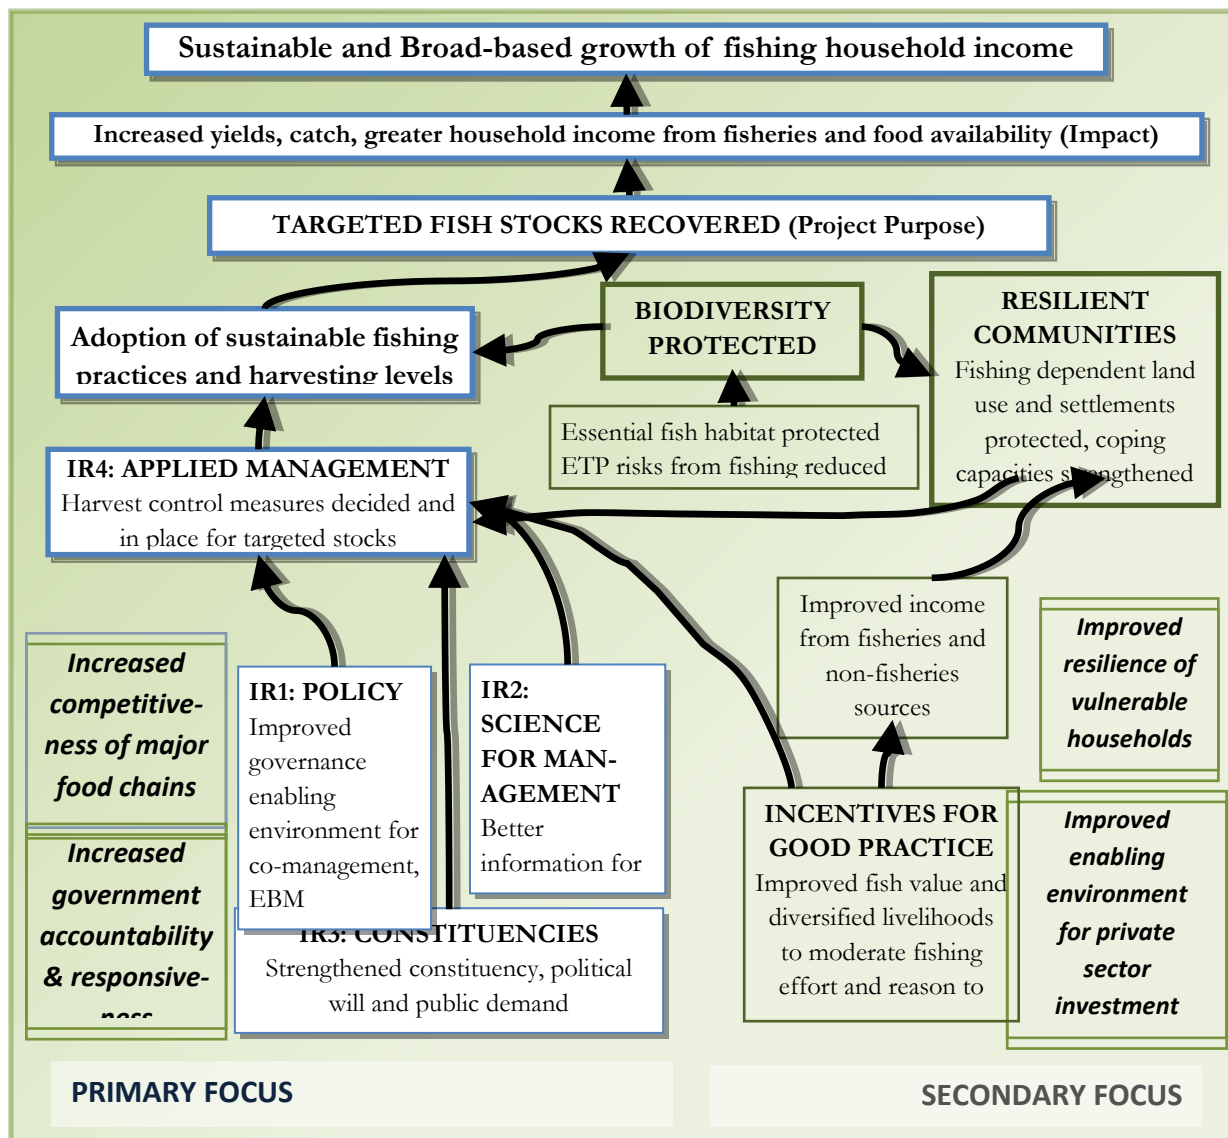 Sustainable and Broad-based growth of fishing household income
Increased yields, catch, greater household income from fisheries and food availability (Impact)
TARGETED FISH STOCKS RECOVERED (Project Purpose)
Adoption of sustainable fishing
practices and harvesting levels
BIODIVERSITY
PROTECTED
RESILIENT
COMMUNITIES
Fishing dependent land
use and settlements
protected, coping
capacities strengthened
Essential fish habitat protected
ETP risks from fishing reduced
IR4: APPLIED MANAGEMENT
Harvest control measures decided and
in place for targeted stocks
Improved income
from fisheries and
non-fisheries
sources
Improved
resilience of
vulnerable
households
Increased
competitive-
ness of major
food chains
IR1: POLICY
Improved
governance
enabling
environment for
co-management,
EBM
IR2:
SCIENCE
FOR MAN-
AGEMENT
Better
information for
INCENTIVES FOR
GOOD PRACTICE
Improved fish value and
diversified livelihoods
to moderate fishing
effort and reason to
Improved
enabling
environment
for private
sector
investment
Increased
government
accountability
& responsive-
ness
IR3: CONSTITUENCIES
Strengthened constituency, political
will and public demand
PRIMARY FOCUS
SECONDARY FOCUS